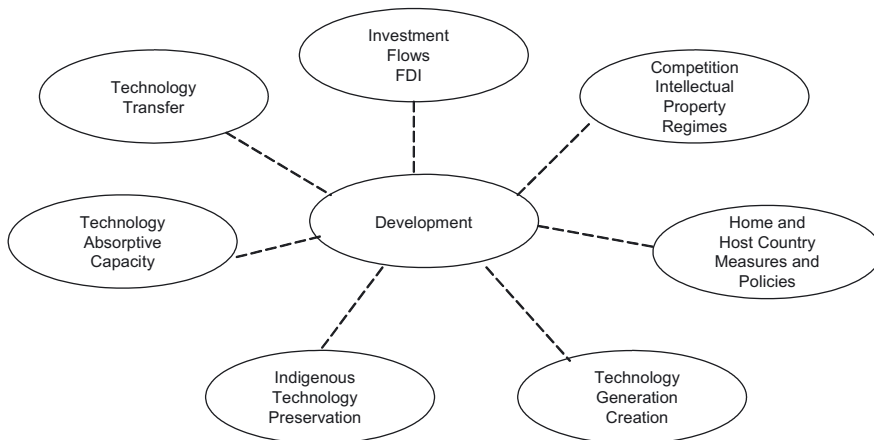 Investment
Flows
FDI
Technology
Transfer
Competition
Intellectual
Property
Regimes
Technology
Absorptive
Capacity
Development
Home and
Host Country
Measures and
Policies
Indigenous
Technology
Preservation
Technology
Generation
Creation